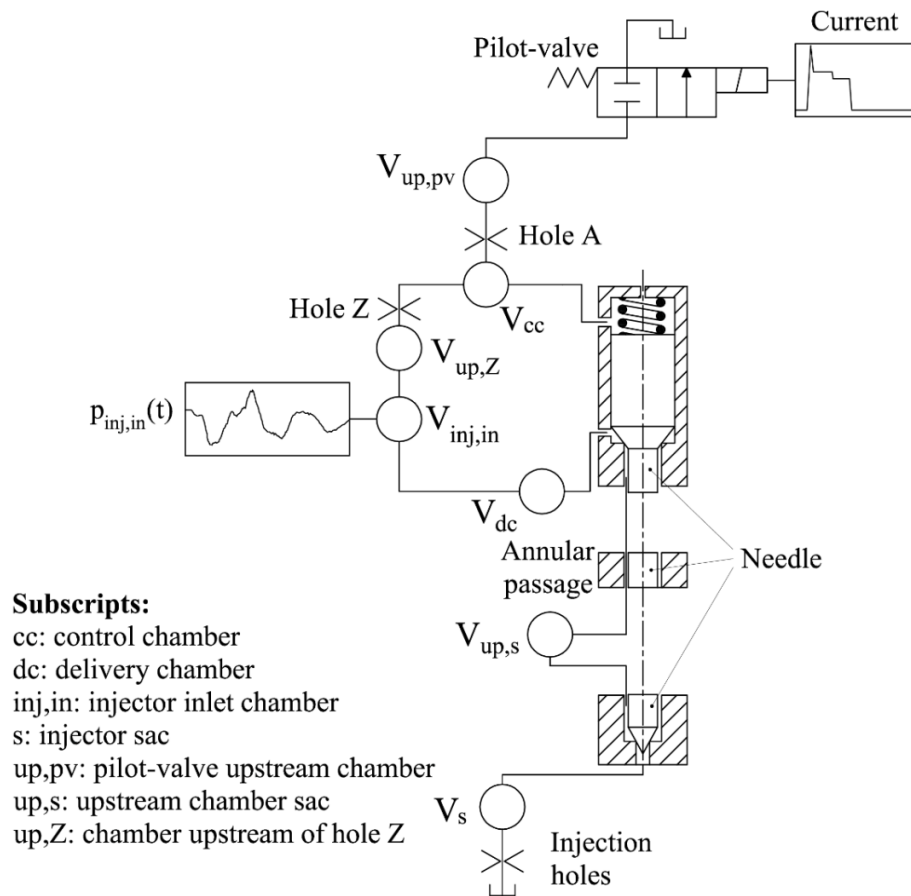 Current
Pilot-valve
V_up,pv
Hole A
Hole Z
V_cc
V_up,Z
p_inj,in(t)
V_inj,in
V_dc
Annular
passage
Needle
V_up,s
Subscripts:
cc: control chamber
dc: delivery chamber
inj,in: injector inlet chamber
s: injector sac
up,pv: pilot-valve upstream chamber
up,s: upstream chamber sac
up,Z: chamber upstream of hole Z
V_s
Injection
holes